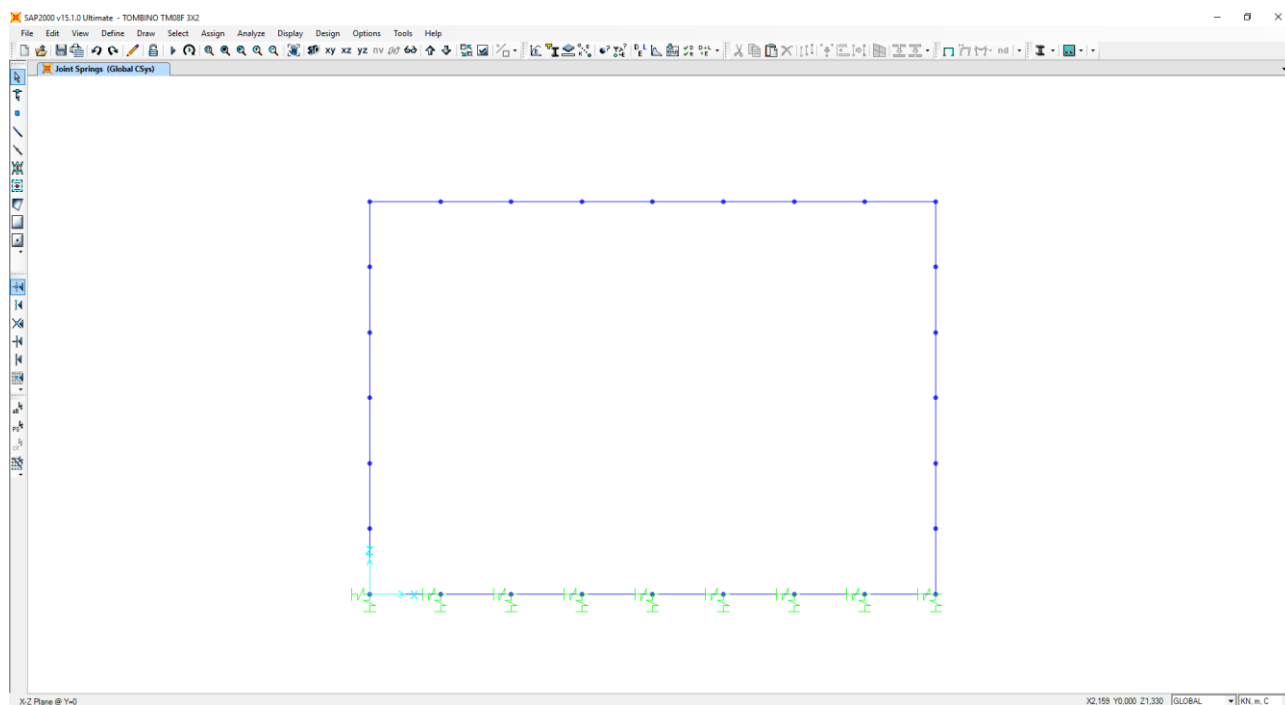 SAP2000 v15.1.0 Ultimate - TOMBINO TM08F 3X2
File Edit View Define Draw Select Assign Analyze Display Design Options Tools Help
xy xz yz nv nd
Joint Springs (Global CSys)
Z
X
X-Z Plane @ Y=0 X2,159 Y0,000 Z1,330 GLOBAL KN, m, C